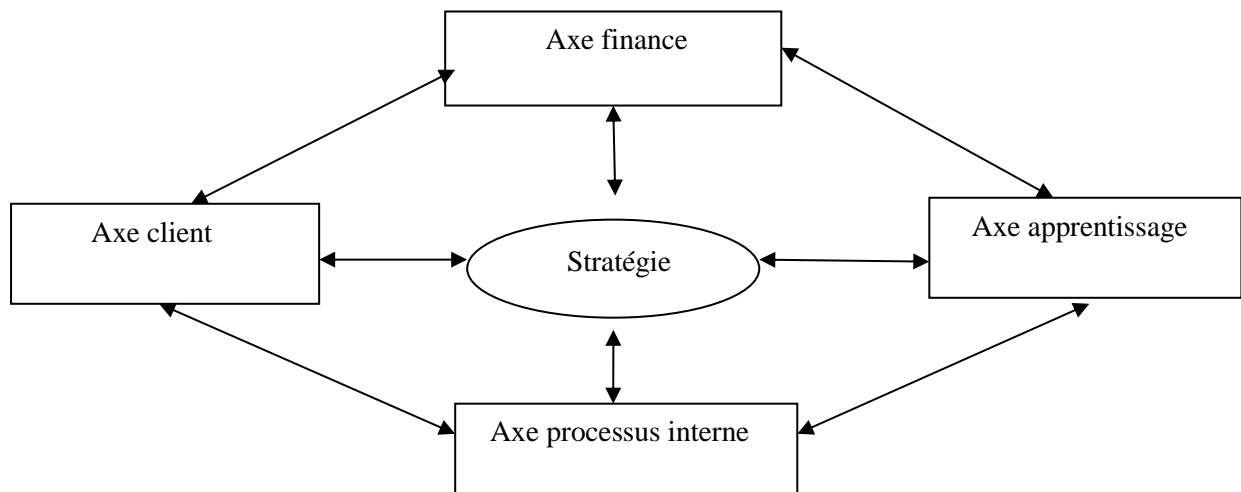 Axe finance
Axe client
Axe apprentissage
Stratégie
Axe processus interne